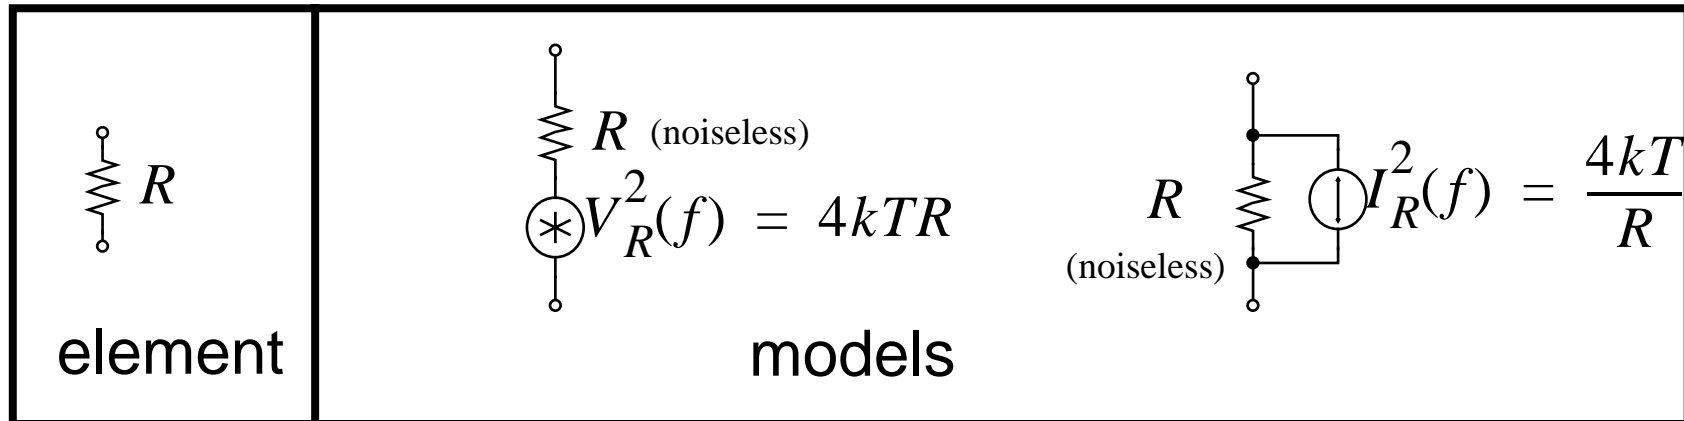 R
element
R (noiseless)
V_R^2(f) = 4kTR
R
(noiseless)
I_R^2(f) = 4kT/R
models